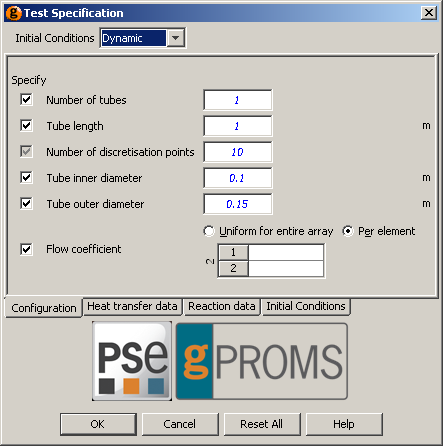 g Test Specification
Initial Conditions Dynamic
Specify
Number of tubes 1
Tube length 1 m
Number of discretisation points 10
Tube inner diameter 0.1 m
Tube outer diameter 0.15 m
Uniform for entire array Per element
Flow coefficient
2
1
2
Configuration Heat transfer data Reaction data Initial Conditions
PSe gPROMS
OK Cancel Reset All Help